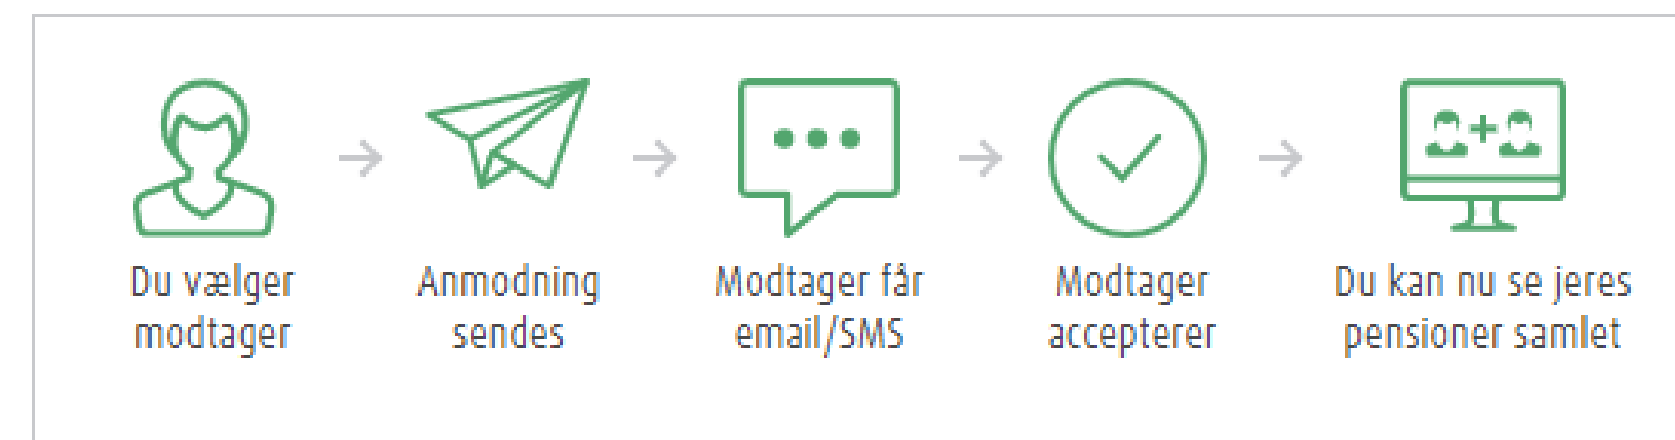 Du vælger
modtager
Anmodning
sendes
Modtager får
email/SMS
Modtager
accepterer
Du kan nu se jeres
pensioner samlet